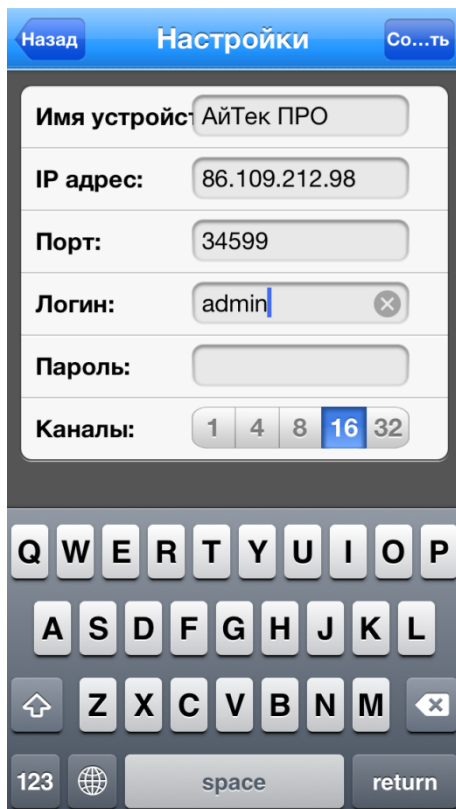 Назад Настройки Со...ть
Имя устройст АйТек ПРО
IP адрес: 86.109.212.98
Порт: 34599
Логин: admin
Пароль:
Каналы: 1 4 8 16 32
Q W E R T Y U I O P
A S D F G H J K L
Z X C V B N M
123 space return